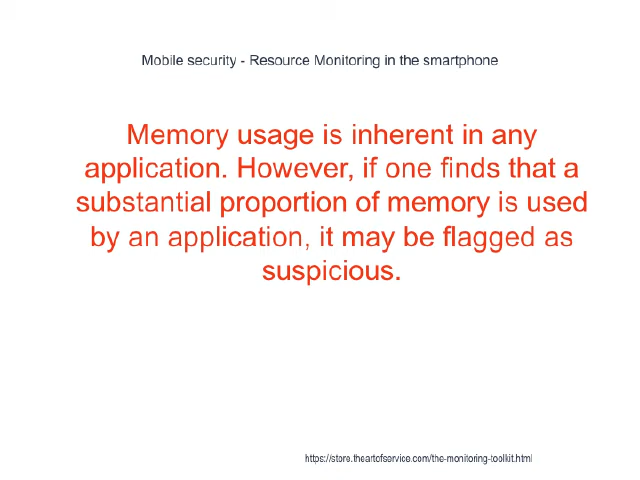 Mobile security - Resource Monitoring in the smartphone
Memory usage is inherent in any
application. However, if one finds that a
substantial proportion of memory is used
by an application, it may be flagged as
suspicious.
https://store.theartofservice.com/the-monitoring-toolkit.html